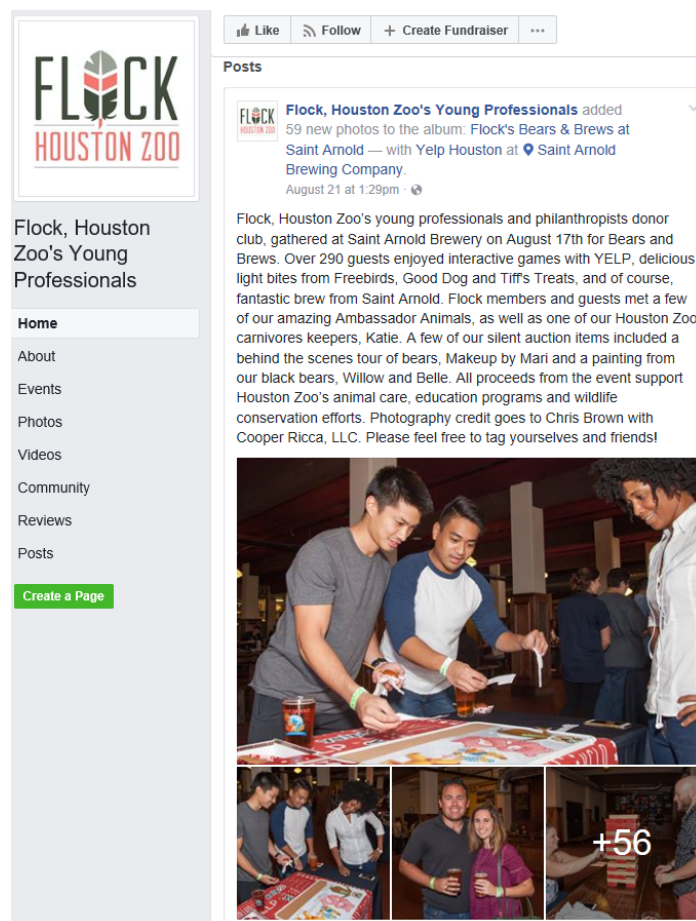 FLOCK
HOUSTON ZOO
Flock, Houston
Zoo's Young
Professionals
Home
About
Events
Photos
Videos
Community
Reviews
Posts
Create a Page
Like
Follow
+ Create Fundraiser
...
Posts
FLOCK
HOUSTON ZOO
Flock, Houston Zoo's Young Professionals added
59 new photos to the album: Flock's Bears & Brews at
Saint Arnold — with Yelp Houston at Saint Arnold
Brewing Company.
August 21 at 1:29pm ·
Flock, Houston Zoo's young professionals and philanthropists donor
club, gathered at Saint Arnold Brewery on August 17th for Bears and
Brews. Over 290 guests enjoyed interactive games with YELP, delicious
light bites from Freebirds, Good Dog and Tiff's Treats, and of course,
fantastic brew from Saint Arnold. Flock members and guests met a few
of our amazing Ambassador Animals, as well as one of our Houston Zoo
carnivores keepers, Katie. A few of our silent auction items included a
behind the scenes tour of bears, Makeup by Mari and a painting from
our black bears, Willow and Belle. All proceeds from the event support
Houston Zoo's animal care, education programs and wildlife
conservation efforts. Photography credit goes to Chris Brown with
Cooper Ricca, LLC. Please feel free to tag yourselves and friends!
+56